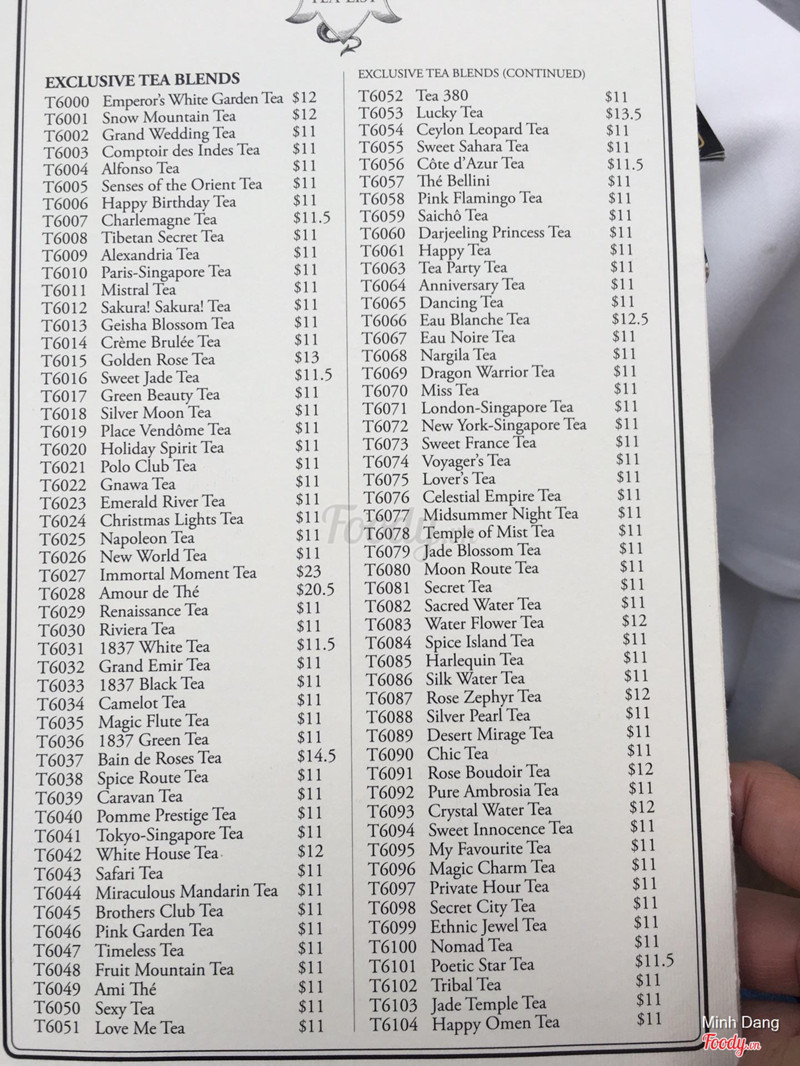 TEA LIST
EXCLUSIVE TEA BLENDS
T6000 Emperor's White Garden Tea $12
T6001 Snow Mountain Tea $12
T6002 Grand Wedding Tea $11
T6003 Comptoir des Indes Tea $11
T6004 Alfonso Tea $11
T6005 Senses of the Orient Tea $11
T6006 Happy Birthday Tea $11
T6007 Charlemagne Tea $11.5
T6008 Tibetan Secret Tea $11
T6009 Alexandria Tea $11
T6010 Paris-Singapore Tea $11
T6011 Mistral Tea $11
T6012 Sakura! Sakura! Tea $11
T6013 Geisha Blossom Tea $11
T6014 Crème Brulée Tea $11
T6015 Golden Rose Tea $13
T6016 Sweet Jade Tea $11.5
T6017 Green Beauty Tea $11
T6018 Silver Moon Tea $11
T6019 Place Vendôme Tea $11
T6020 Holiday Spirit Tea $11
T6021 Polo Club Tea $11
T6022 Gnawa Tea $11
T6023 Emerald River Tea $11
T6024 Christmas Lights Tea $11
T6025 Napoleon Tea $11
T6026 New World Tea $11
T6027 Immortal Moment Tea $23
T6028 Amour de Thé $20.5
T6029 Renaissance Tea $11
T6030 Riviera Tea $11
T6031 1837 White Tea $11.5
T6032 Grand Emir Tea $11
T6033 1837 Black Tea $11
T6034 Camelot Tea $11
T6035 Magic Flute Tea $11
T6036 1837 Green Tea $11
T6037 Bain de Roses Tea $14.5
T6038 Spice Route Tea $11
T6039 Caravan Tea $11
T6040 Pomme Prestige Tea $11
T6041 Tokyo-Singapore Tea $11
T6042 White House Tea $12
T6043 Safari Tea $11
T6044 Miraculous Mandarin Tea $11
T6045 Brothers Club Tea $11
T6046 Pink Garden Tea $11
T6047 Timeless Tea $11
T6048 Fruit Mountain Tea $11
T6049 Ami Thé $11
T6050 Sexy Tea $11
T6051 Love Me Tea $11
EXCLUSIVE TEA BLENDS (CONTINUED)
T6052 Tea 380 $11
T6053 Lucky Tea $13.5
T6054 Ceylon Leopard Tea $11
T6055 Sweet Sahara Tea $11
T6056 Côte d'Azur Tea $11.5
T6057 Thé Bellini $11
T6058 Pink Flamingo Tea $11
T6059 Saichô Tea $11
T6060 Darjeeling Princess Tea $11
T6061 Happy Tea $11
T6063 Tea Party Tea $11
T6064 Anniversary Tea $11
T6065 Dancing Tea $11
T6066 Eau Blanche Tea $12.5
T6067 Eau Noire Tea $11
T6068 Nargila Tea $11
T6069 Dragon Warrior Tea $11
T6070 Miss Tea $11
T6071 London-Singapore Tea $11
T6072 New York-Singapore Tea $11
T6073 Sweet France Tea $11
T6074 Voyager's Tea $11
T6075 Lover's Tea $11
T6076 Celestial Empire Tea $11
T6077 Midsummer Night Tea $11
T6078 Temple of Mist Tea $11
T6079 Jade Blossom Tea $11
T6080 Moon Route Tea $11
T6081 Secret Tea $11
T6082 Sacred Water Tea $11
T6083 Water Flower Tea $12
T6084 Spice Island Tea $11
T6085 Harlequin Tea $11
T6086 Silk Water Tea $11
T6087 Rose Zephyr Tea $12
T6088 Silver Pearl Tea $11
T6089 Desert Mirage Tea $11
T6090 Chic Tea $11
T6091 Rose Boudoir Tea $12
T6092 Pure Ambrosia Tea $11
T6093 Crystal Water Tea $12
T6094 Sweet Innocence Tea $11
T6095 My Favourite Tea $11
T6096 Magic Charm Tea $11
T6097 Private Hour Tea $11
T6098 Secret City Tea $11
T6099 Ethnic Jewel Tea $11
T6100 Nomad Tea $11
T6101 Poetic Star Tea $11.5
T6102 Tribal Tea $11
T6103 Jade Temple Tea $11
T6104 Happy Omen Tea $11
Foody.vn
Minh Dang
Foody.vn